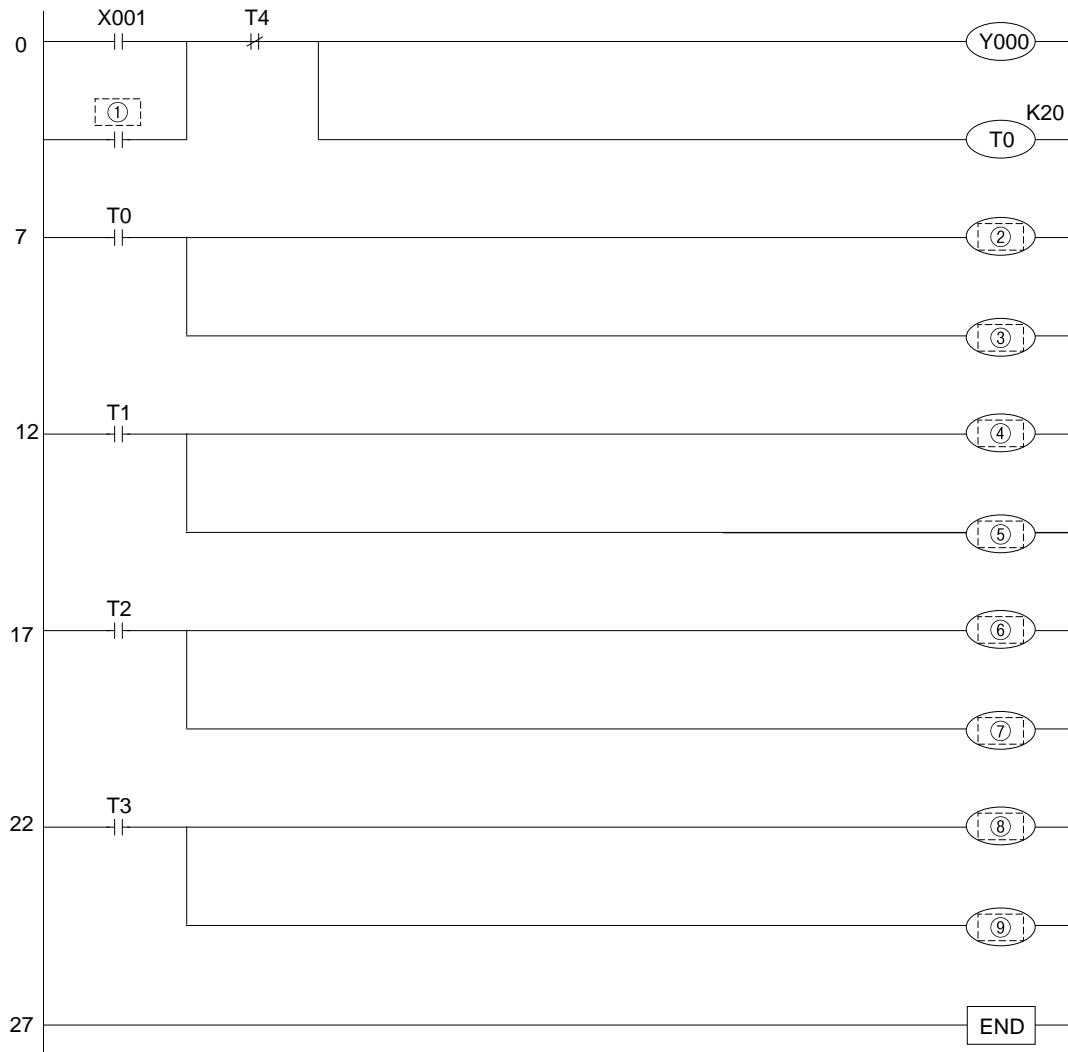 X001 T4
0 Y000
①
K20
T0
T0
7 ②
③
T1
12 ④
⑤
T2
17 ⑥
⑦
T3
22 ⑧
⑨
27 END